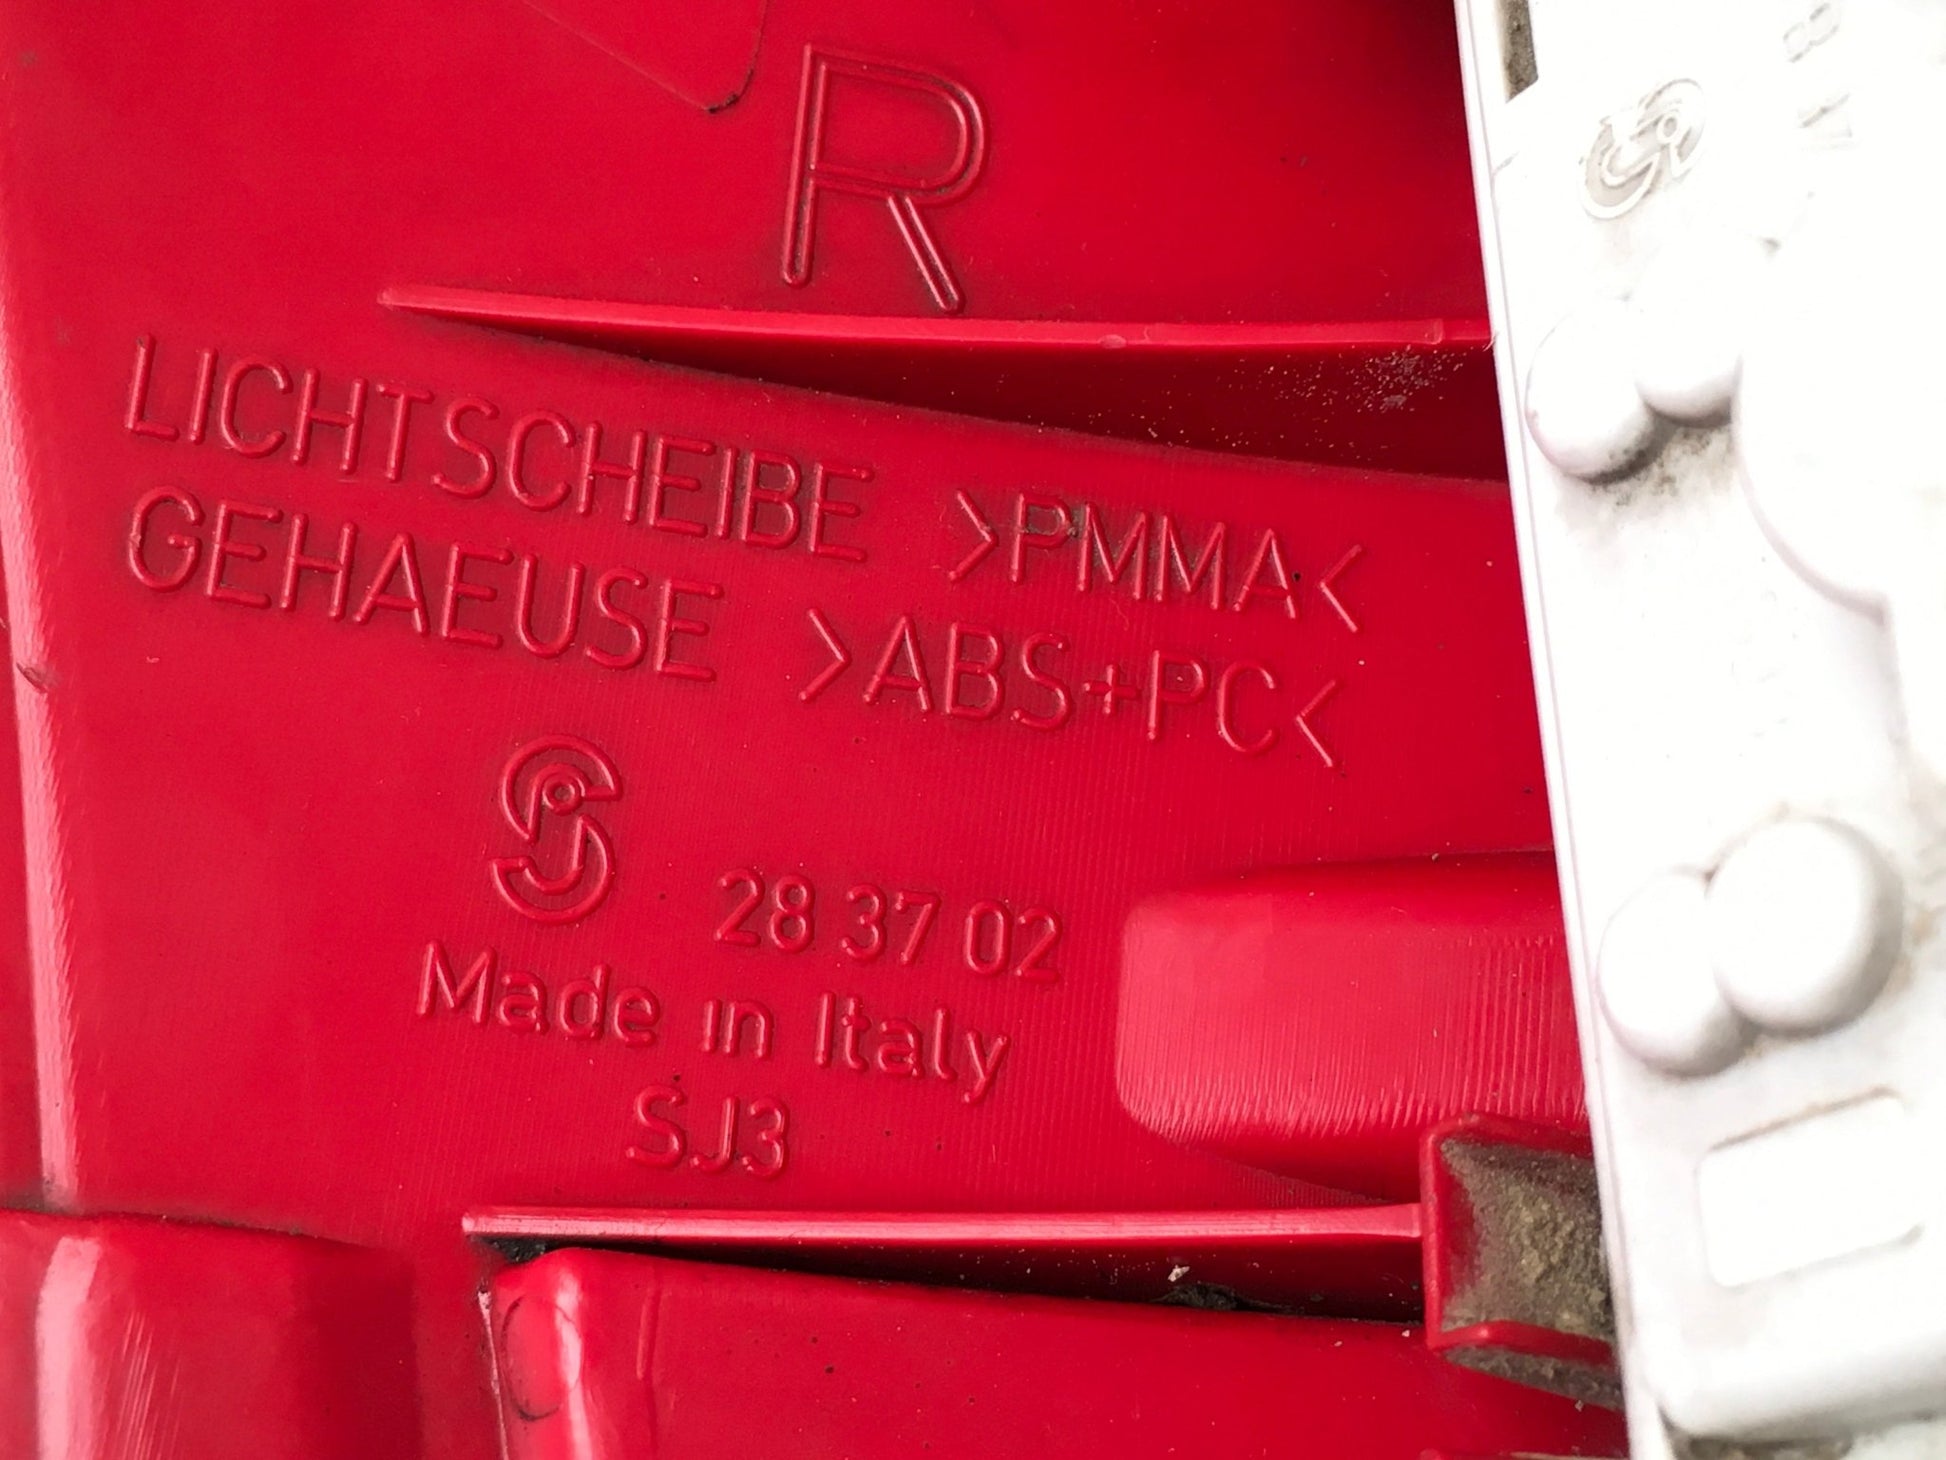 R
LICHTSCHEIBE >PMMA<
GEHAEUSE >ABS+PC<
28 37 02
Made in Italy
SJ3